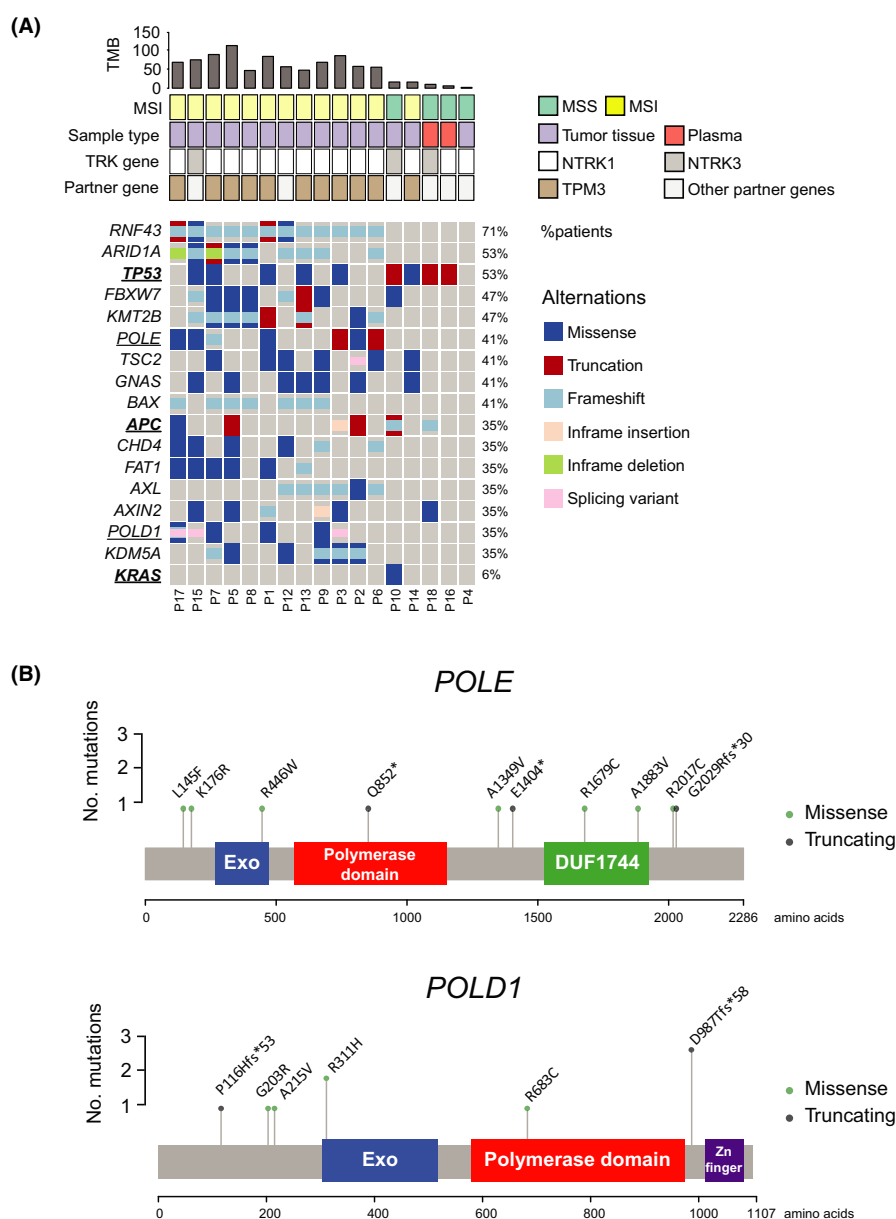 (A)
TMB
150
100
50
0
MSI
Sample type
TRK gene
Partner gene
MSS MSI
Tumor tissue Plasma
NTRK1 NTRK3
TPM3 Other partner genes
%patients
RNF43 71%
ARID1A 53%
TP53 53%
FBXW7 47%
KMT2B 47%
POLE 41%
TSC2 41%
GNAS 41%
BAX 41%
APC 35%
CHD4 35%
FAT1 35%
AXL 35%
AXIN2 35%
POLD1 35%
KDM5A 35%
KRAS 6%
P17 P15 P7 P5 P8 P1 P12 P13 P9 P3 P2 P6 P10 P14 P18 P16 P4
Alternations
Missense
Truncation
Frameshift
Inframe insertion
Inframe deletion
Splicing variant
(B)
POLE
No. mutations
3
2
1
L145F K176R R446W Q852* A1349V E1404* R1679C A1883V R2017C G2029Rfs*30
Missense
Truncating
Exo Polymerase domain DUF1744
0 500 1000 1500 2000 2286 amino acids
POLD1
No. mutations
3
2
1
P116Hfs*53 G203R A215V R311H R683C D987Tfs*58
Missense
Truncating
Exo Polymerase domain Zn finger
0 200 400 600 800 1000 1107 amino acids